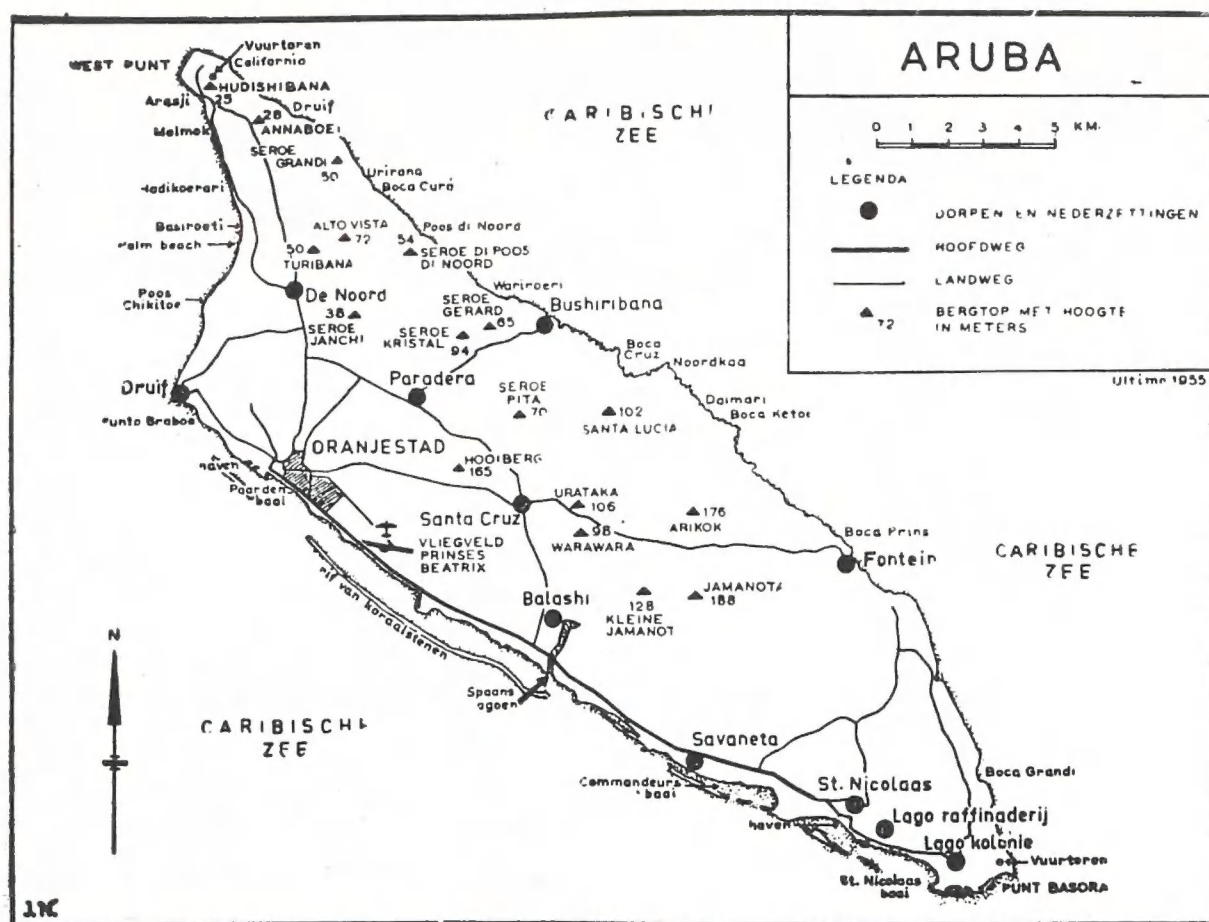 ARUBA
0 1 2 3 4 5 KM.
LEGENDA
DORPEN EN NEDERZETTINGEN
HOOFDWEG
LANDWEG
72
BERGTOP MET HOOGTE
IN METERS
Ultimo 1955
WEST PUNT
Vuurtoren
California
HUDISHIBANA
25
Arasji
Druif
28
ANNABOEI
Malmok
SEROE
GRANDI
50
CARIBISCHE
ZEE
Urirana
Boca Curá
Hadikoerari
Basiroeti
Palm beach
ALTO VISTA
72
50
TURIBANA
Poos di Noord
54
SEROE DI POOS
DI NOORD
Poos
Chikitoe
De Noord
38
SEROE
JANCHI
Wariroeri
SEROE
GERARD
65
Bushiribana
SEROE
KRISTAL
94
Boca
Cruz
Noordkaap
Druif
Punto Braboe
Paradera
SEROE
PITA
70
102
SANTA LUCIA
Daimari
Boca Ketoe
ORANJESTAD
haven
Paarden
baai
HOOIBERG
165
Santa Cruz
URATAKA
106
98
WARAWARA
176
ARIKOK
Boca Prins
Fontein
CARIBISCHE
ZEE
VLIEGVELD
PRINSES
BEATRIX
rif van koraalstenen
Balashi
128
KLEINE
JAMANOT
JAMANOTA
188
N
Spaans
lagoen
CARIBISCHE
ZEE
Savaneta
Commandeurs
baai
Boca Grandi
St. Nicolaas
Lago raffinaderij
haven
Lago kolonie
Vuurtoren
St. Nicolaas
baai
PUNT BASORA